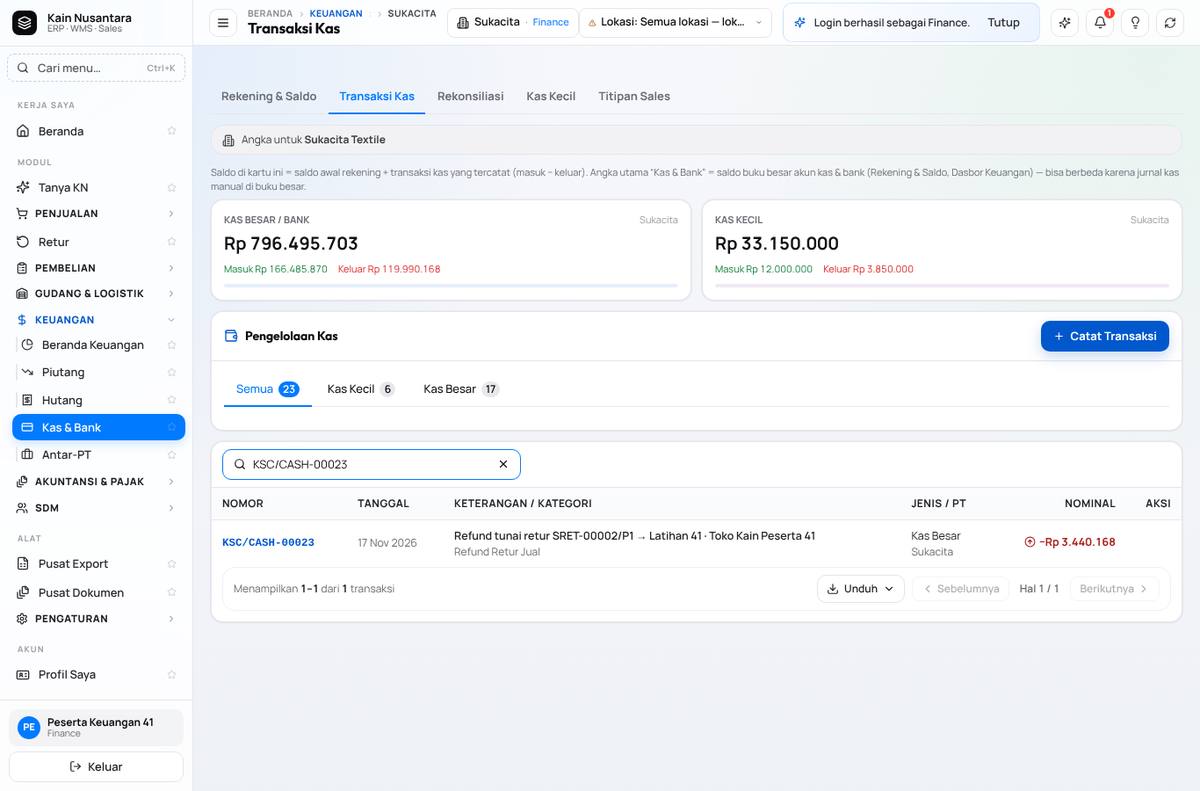 Kain Nusantara
ERP · WMS · Sales
Cari menu... Ctrl+K
KERJA SAYA
Beranda
MODUL
Tanya KN
PENJUALAN
Retur
PEMBELIAN
GUDANG & LOGISTIK
KEUANGAN
Beranda Keuangan
Piutang
Hutang
Kas & Bank
Antar-PT
AKUNTANSI & PAJAK
SDM
ALAT
Pusat Export
Pusat Dokumen
PENGATURAN
AKUN
Profil Saya
PE Peserta Keuangan 41
Finance
Keluar
BERANDA › KEUANGAN › SUKACITA
Transaksi Kas
Sukacita · Finance
Lokasi: Semua lokasi — lok...
Login berhasil sebagai Finance. Tutup
1
Rekening & Saldo Transaksi Kas Rekonsiliasi Kas Kecil Titipan Sales
Angka untuk Sukacita Textile
Saldo di kartu ini = saldo awal rekening + transaksi kas yang tercatat (masuk − keluar). Angka utama "Kas & Bank" = saldo buku besar akun kas & bank (Rekening & Saldo, Dasbor Keuangan) — bisa berbeda karena jurnal kas
manual di buku besar.
KAS BESAR / BANK Sukacita
Rp 796.495.703
Masuk Rp 166.485.870 Keluar Rp 119.990.168
KAS KECIL Sukacita
Rp 33.150.000
Masuk Rp 12.000.000 Keluar Rp 3.850.000
Pengelolaan Kas
+ Catat Transaksi
Semua 23 Kas Kecil 6 Kas Besar 17
KSC/CASH-00023
NOMOR TANGGAL KETERANGAN / KATEGORI JENIS / PT NOMINAL AKSI
KSC/CASH-00023 17 Nov 2026 Refund tunai retur SRET-00002/P1 → Latihan 41 · Toko Kain Peserta 41 Kas Besar −Rp 3.440.168
Refund Retur Jual Sukacita
Menampilkan 1–1 dari 1 transaksi Unduh Sebelumnya Hal 1 / 1 Berikutnya